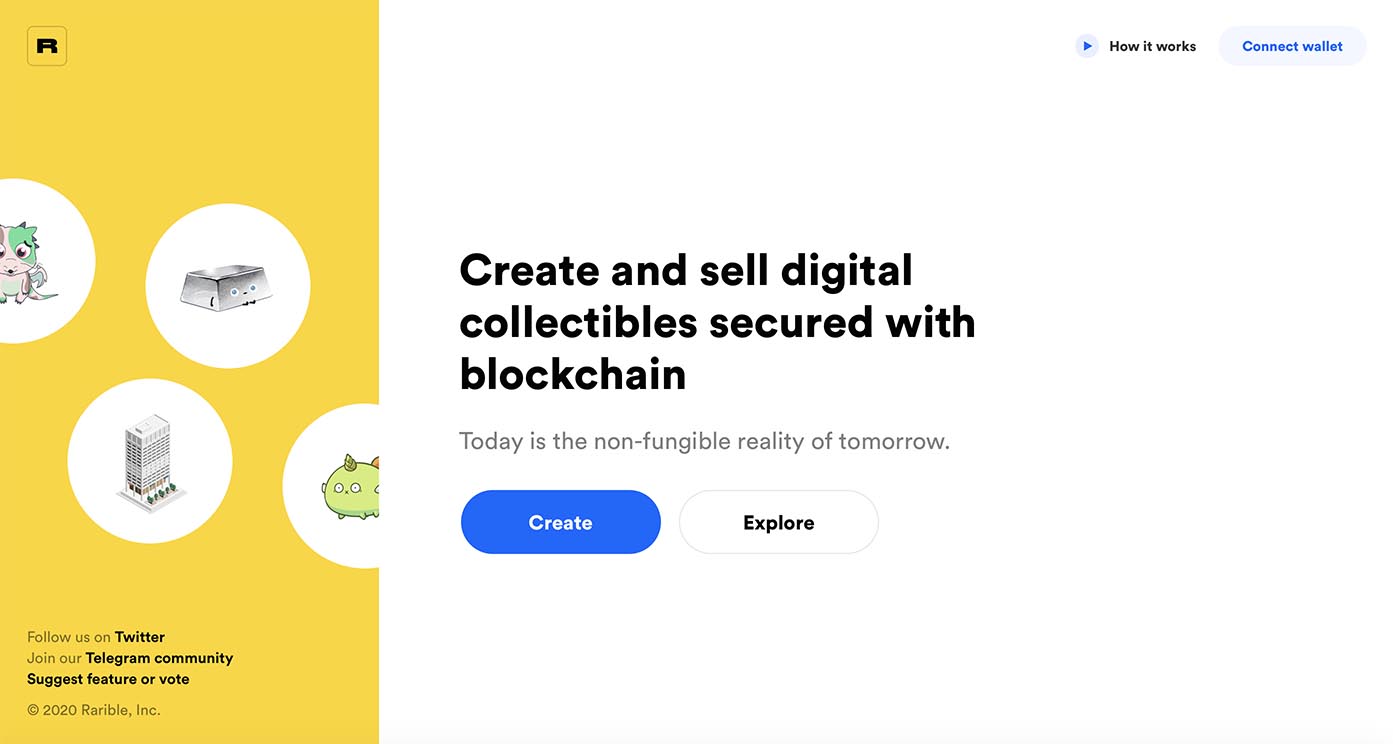 R
How it works
Connect wallet
Create and sell digital
collectibles secured with
blockchain
Today is the non-fungible reality of tomorrow.
Create
Explore
Follow us on Twitter
Join our Telegram community
Suggest feature or vote
© 2020 Rarible, Inc.